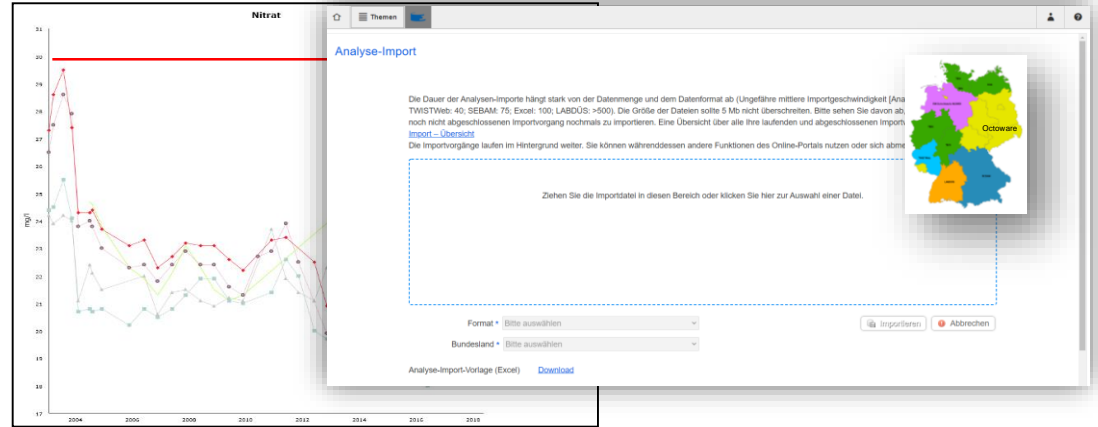 Nitrat
31
30
29
28
27
26
25
24
23
22
21
20
19
18
17
mg/l
2004
2006
2008
2010
2012
2014
2016
2018
Themen
Analyse-Import
Die Dauer der Analysen-Importe hängt stark von der Datenmenge und dem Datenformat ab (Ungefähre mittlere Importgeschwindigkeit [Ana
TWISTWeb: 40; SEBAM: 75; Excel: 100; LABDÜS: >500). Die Größe der Dateien sollte 5 Mb nicht überschreiten. Bitte sehen Sie davon ab,
noch nicht abgeschlossenen Importvorgang nochmals zu importieren. Eine Übersicht über alle Ihre laufenden und abgeschlossenen Importv
Import – Übersicht
Die Importvorgänge laufen im Hintergrund weiter. Sie können währenddessen andere Funktionen des Online-Portals nutzen oder sich abme
Octoware
Ziehen Sie die Importdatei in diesen Bereich oder klicken Sie hier zur Auswahl einer Datei.
Format * Bitte auswählen
Importieren
Abbrechen
Bundesland * Bitte auswählen
Analyse-Import-Vorlage (Excel) Download